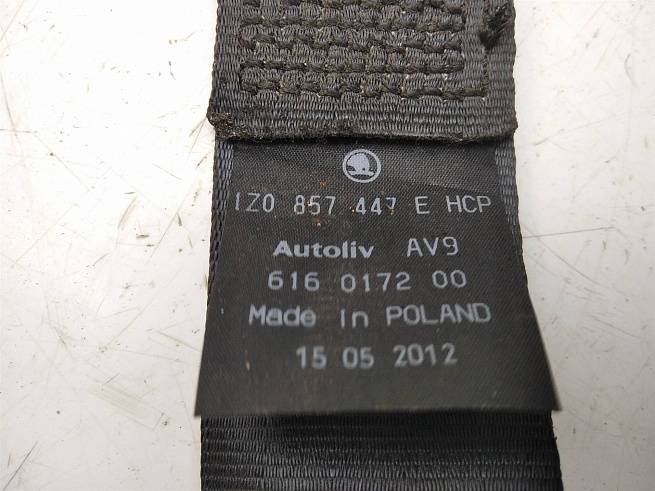 1Z0 857 447 E HCP
Autoliv AV9
616 0172 00
Made in POLAND
15 05 2012